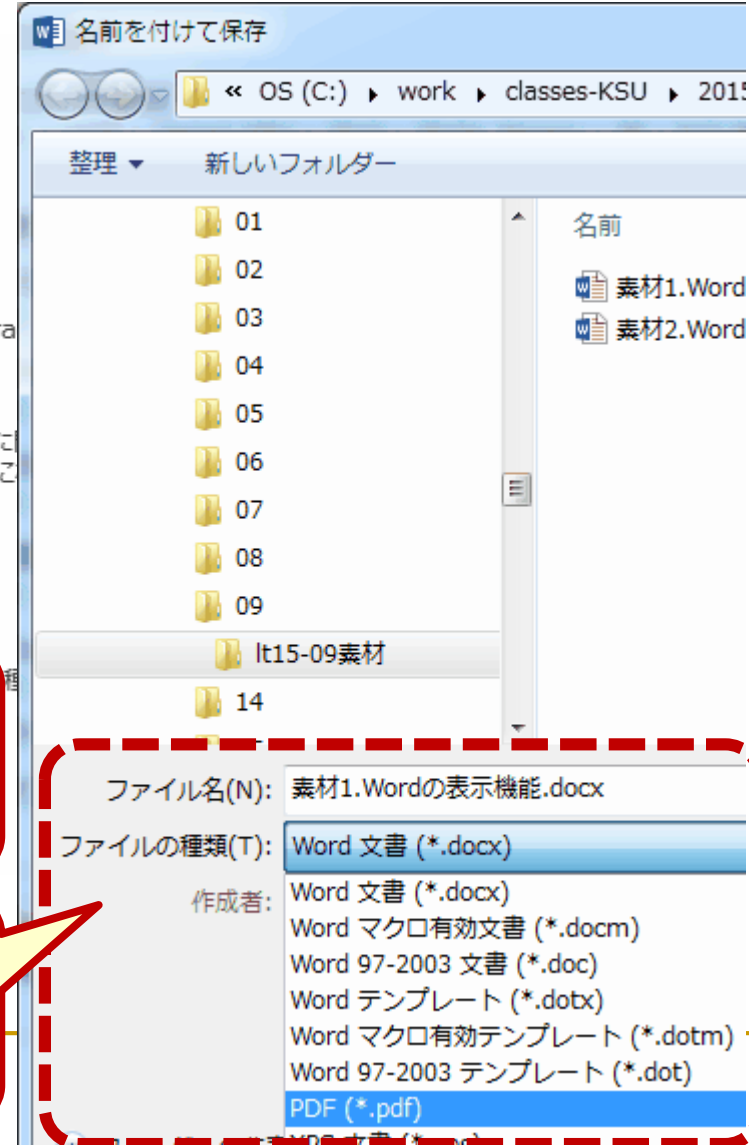 名前を付けて保存
« OS (C:) ▸ work ▸ classes-KSU ▸ 2015
整理 ▼ 新しいフォルダー
01
02
03
04
05
06
07
08
09
lt15-09素材
14
名前
素材1.Word
素材2.Word
ファイル名(N): 素材1.Wordの表示機能.docx
ファイルの種類(T): Word 文書 (*.docx)
作成者:
Word 文書 (*.docx)
Word マクロ有効文書 (*.docm)
Word 97-2003 文書 (*.doc)
Word テンプレート (*.dotx)
Word マクロ有効テンプレート (*.dotm)
Word 97-2003 テンプレート (*.dot)
PDF (*.pdf)